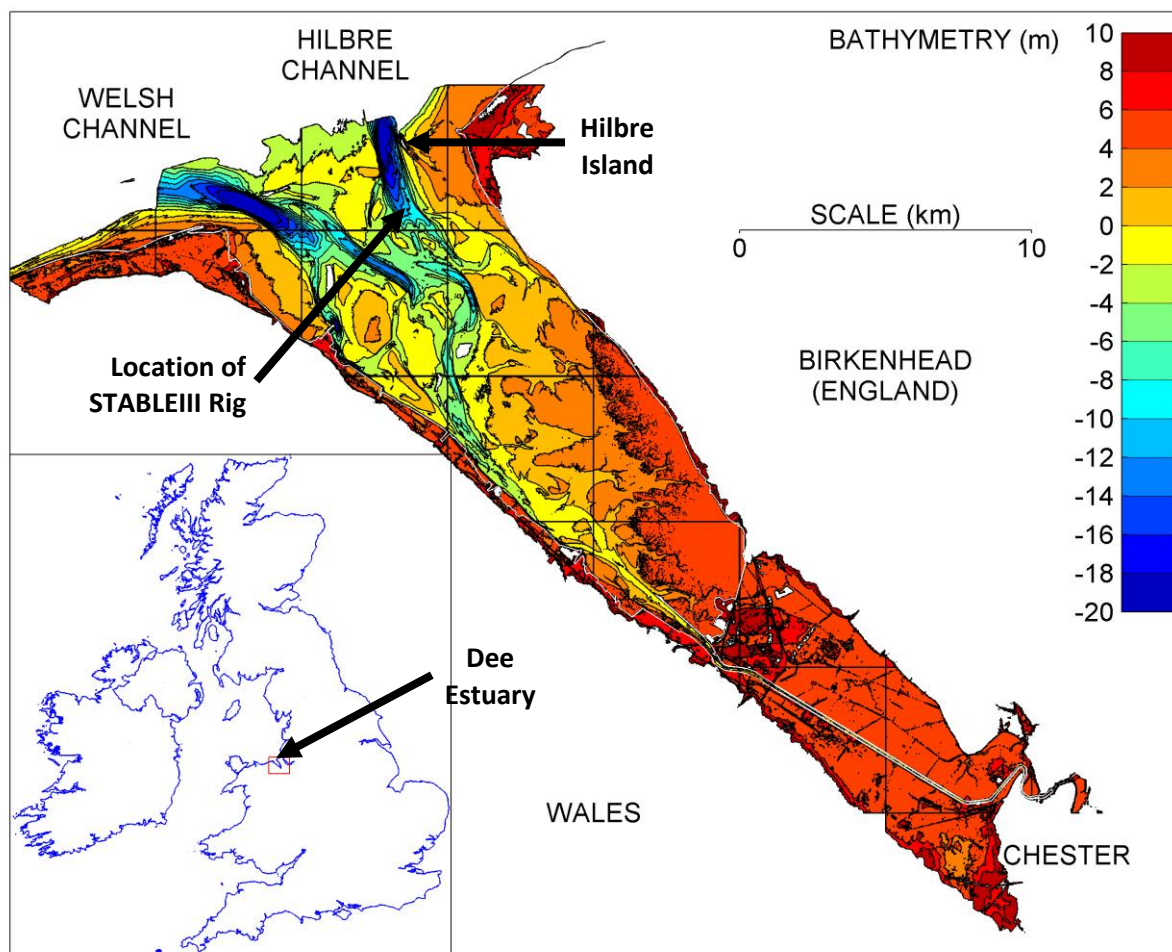 HILBRE
CHANNEL
WELSH
CHANNEL
Hilbre
Island
Location of
STABLEIII Rig
BATHYMETRY (m)
SCALE (km)
0
10
BIRKENHEAD
(ENGLAND)
10
8
6
4
2
0
-2
-4
-6
-8
-10
-12
-14
-16
-18
-20
Dee
Estuary
WALES
CHESTER